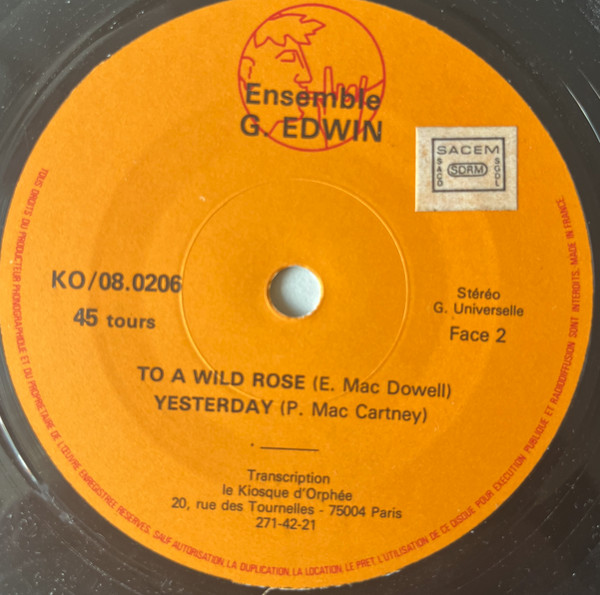 Ensemble
G. EDWIN
SACEM
SACD
SDRM
SGDL
KO/08.0206
45 tours
Stéréo
G. Universelle
Face 2
TO A WILD ROSE (E. Mac Dowell)
YESTERDAY (P. Mac Cartney)
Transcription
le Kiosque d'Orphée
20, rue des Tournelles - 75004 Paris
271-42-21
TOUS DROITS DU PRODUCTEUR PHONOGRAPHIQUE ET DU PROPRIETAIRE DE L'ŒUVRE ENREGISTREE RESERVES. SAUF AUTORISATION, LA DUPLICATION, LA LOCATION, LE PRET, L'UTILISATION DE CE DISQUE POUR EXECUTION PUBLIQUE ET RADIODIFFUSION SONT INTERDITS. MADE IN FRANCE.